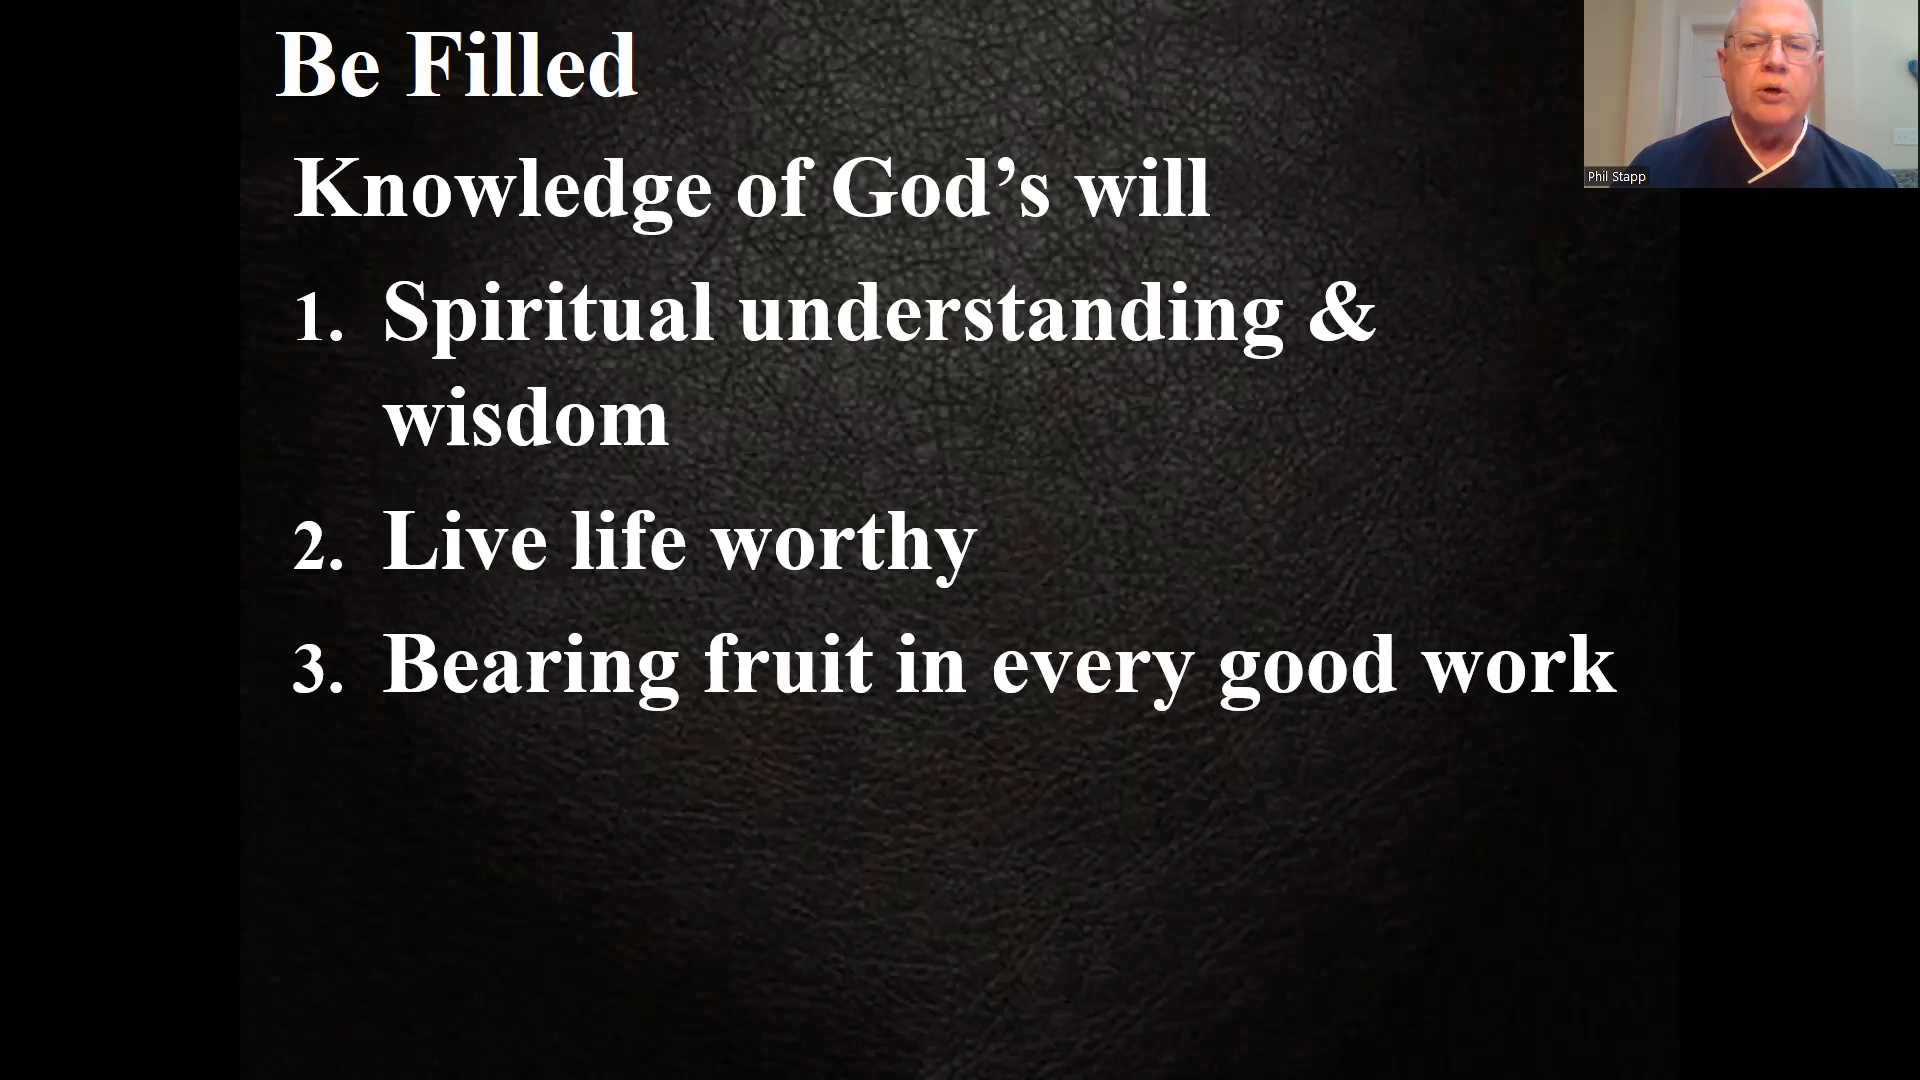 Be Filled
Knowledge of God’s will
1. Spiritual understanding &
wisdom
2. Live life worthy
3. Bearing fruit in every good work
Phil Stapp